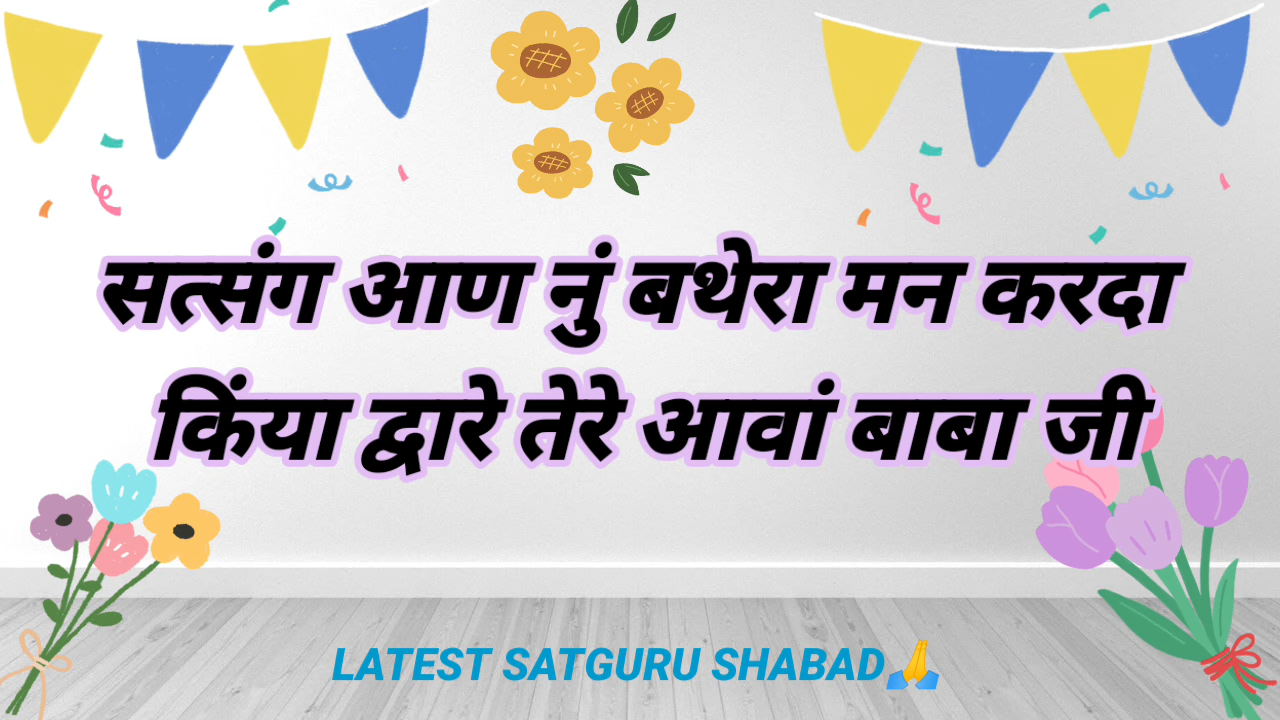 सत्संग आण नुं बथेरा मन करदा
किंया द्वारे तेरे आवां बाबा जी
LATEST SATGURU SHABAD🙏